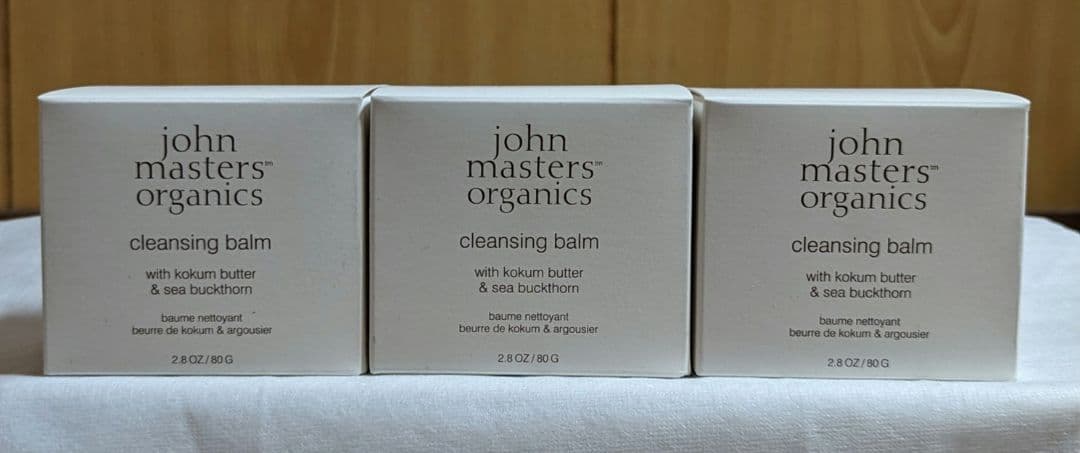 john
masters℠
organics
cleansing balm
with kokum butter
& sea buckthorn
baume nettoyant
beurre de kokum & argousier
2.8 OZ/80 G
john
masters℠
organics
cleansing balm
with kokum butter
& sea buckthorn
baume nettoyant
beurre de kokum & argousier
2.8 OZ/80 G
john
masters℠
organics
cleansing balm
with kokum butter
& sea buckthorn
baume nettoyant
beurre de kokum & argousier
2.8 OZ/80 G